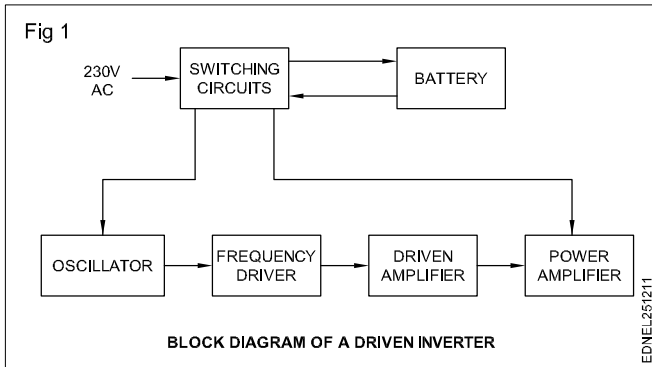 Fig 1
230V
AC
SWITCHING
CIRCUITS
BATTERY
OSCILLATOR
FREQUENCY
DRIVER
DRIVEN
AMPLIFIER
POWER
AMPLIFIER
BLOCK DIAGRAM OF A DRIVEN INVERTER
EDNEL251211